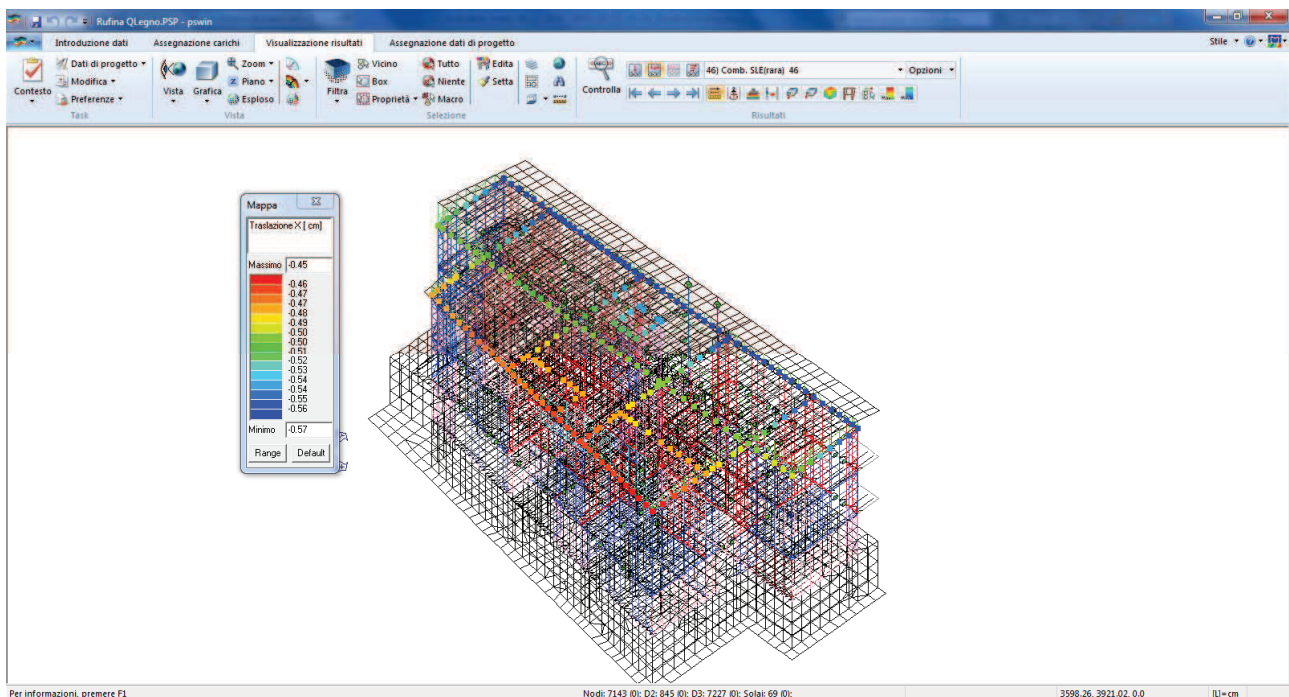 Rufina QLegno.PSP - pswin
Introduzione dati
Assegnazione carichi
Visualizzazione risultati
Assegnazione dati di progetto
Stile
Contesto
Dati di progetto
Modifica
Preferenze
Task
Vista
Grafica
Zoom
Piano
Esploso
Vista
Filtra
Vicino
Box
Proprietà
Tutto
Niente
Macro
Edita
Setta
Selezione
Controlla
46) Comb. SLE(rara) 46
Opzioni
Risultati
Mappa
Traslazione X [ cm]
Massimo -0.45
-0.46
-0.47
-0.47
-0.48
-0.49
-0.50
-0.50
-0.51
-0.52
-0.53
-0.54
-0.54
-0.55
-0.56
Minimo -0.57
Range
Default
Per informazioni, premere F1
Nodi: 7143 (0); D2: 845 (0); D3: 7227 (0); Solai: 69 (0);
3598.26, 3921.02, 0.0
[L]=cm